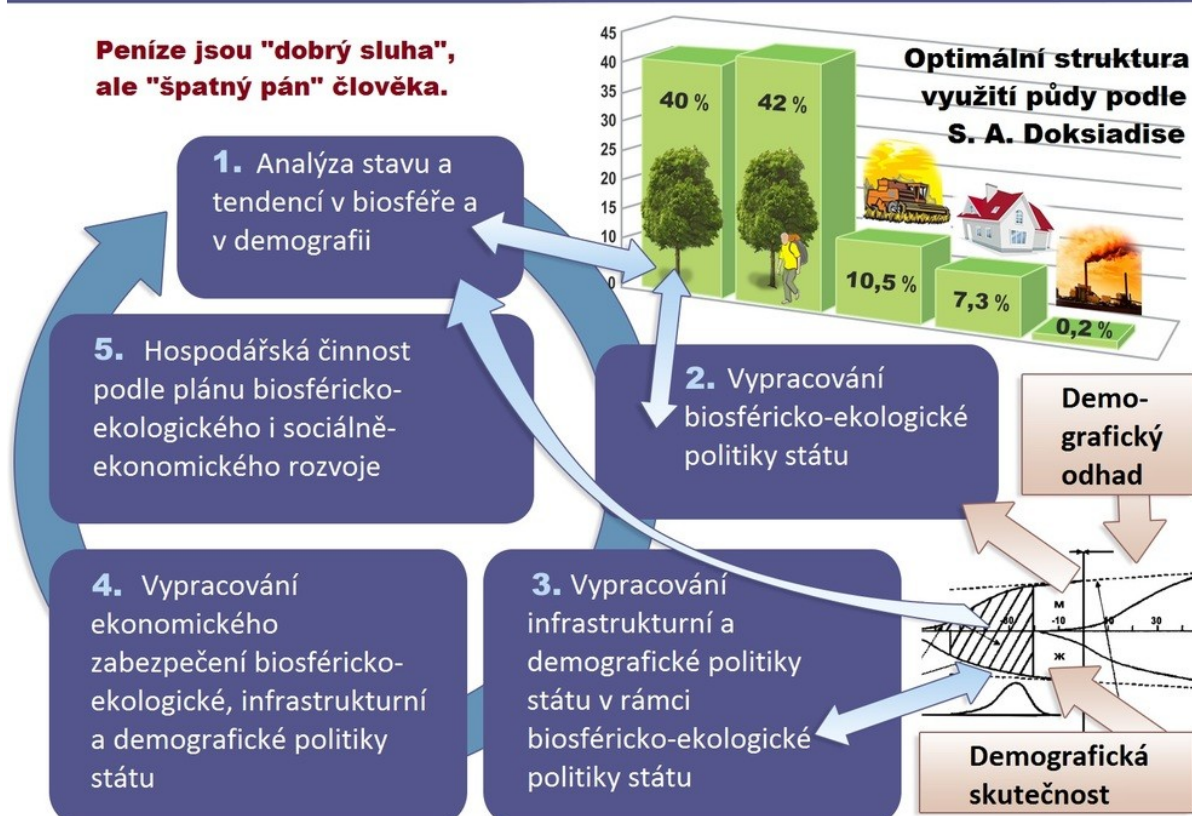 Peníze jsou "dobrý sluha",
ale "špatný pán" člověka.
45
40
35
30
25
20
15
10
5
0
40 %
42 %
10,5 %
7,3 %
0,2 %
Optimální struktura
využití půdy podle
S. A. Doksiadise
1. Analýza stavu a
tendencí v biosféře a
v demografii
2. Vypracování
biosféricko-ekologické
politiky státu
5. Hospodářská činnost
podle plánu biosféricko-
ekologického i sociálně-
ekonomického rozvoje
Demo-
grafický
odhad
4. Vypracování
ekonomického
zabezpečení biosféricko-
ekologické, infrastrukturní
a demografické politiky
státu
3. Vypracování
infrastrukturní a
demografické politiky
státu v rámci
biosféricko-ekologické
politiky státu
м
-10
10
30
ж
Demografická
skutečnost